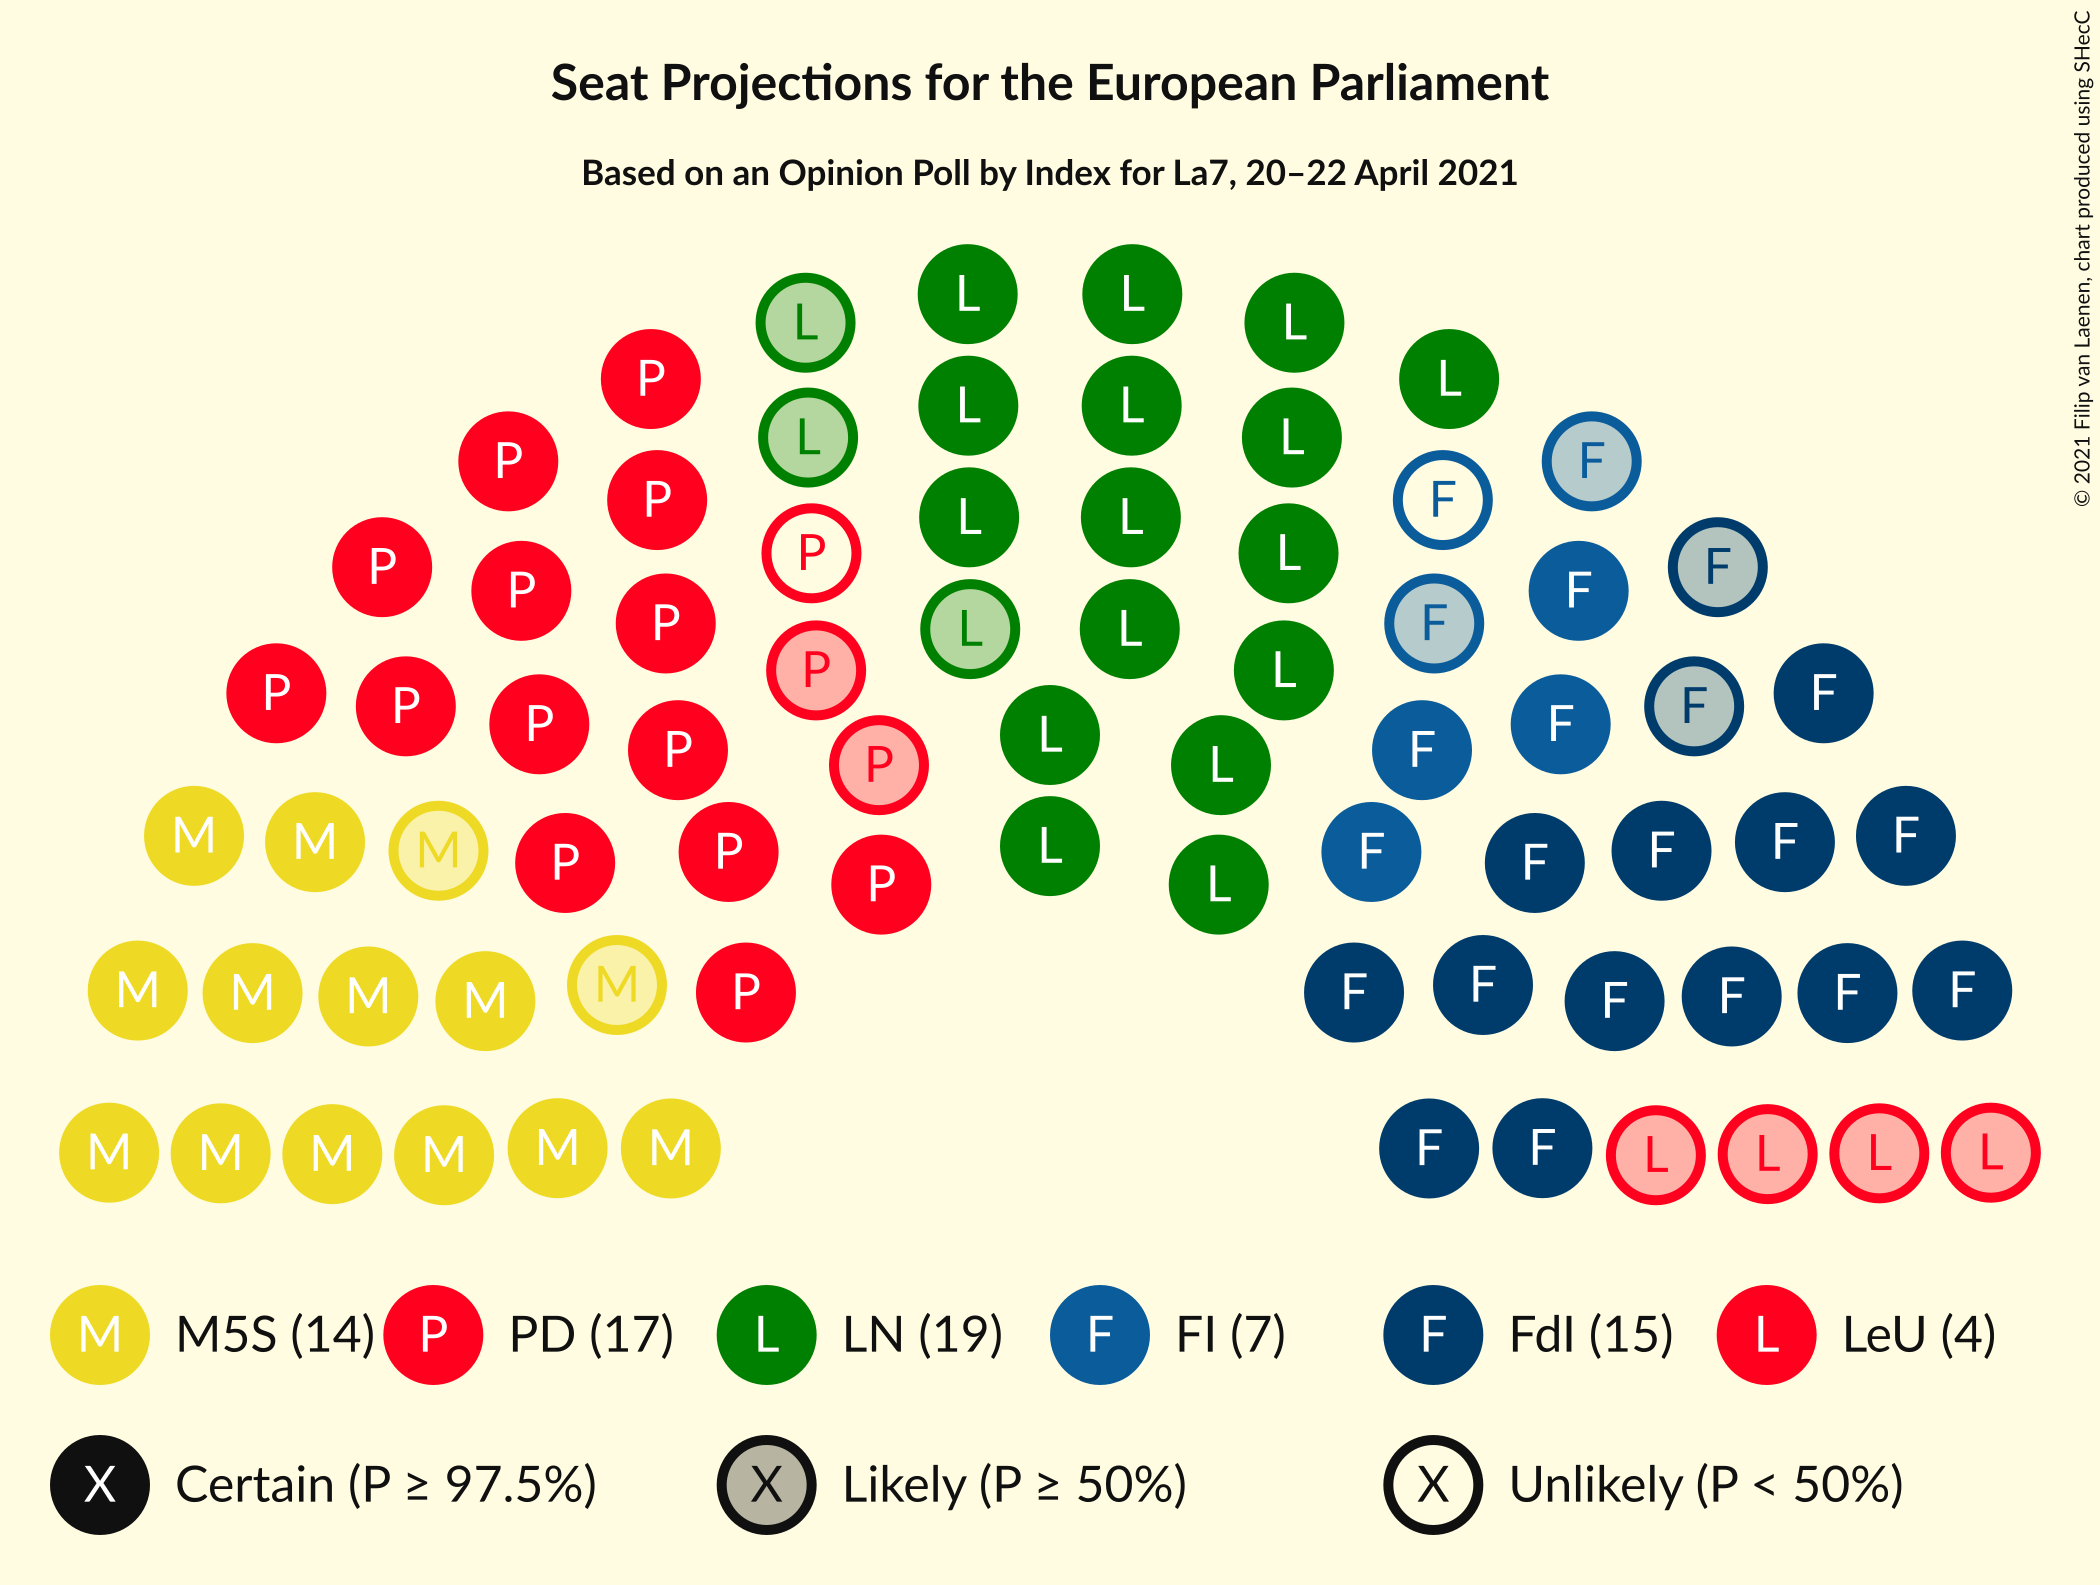 Seat Projections for the European Parliament
Based on an Opinion Poll by Index for La7, 20–22 April 2021
© 2021 Filip van Laenen, chart produced using SHecC
L L
L L
P L
L L
L L
P F
P F F
L L
P L
P F F
P P L
P F
L L
P F
P P F
P F
P P F
P F
L
P L
M M M P P P L L F F F F F
M M M M M P F F F F F F
M M M M M M F F L L L L
M M5S (14) P PD (17) L LN (19) F FI (7) F FdI (15) L LeU (4)
X Certain (P ≥ 97.5%) X Likely (P ≥ 50%) X Unlikely (P < 50%)